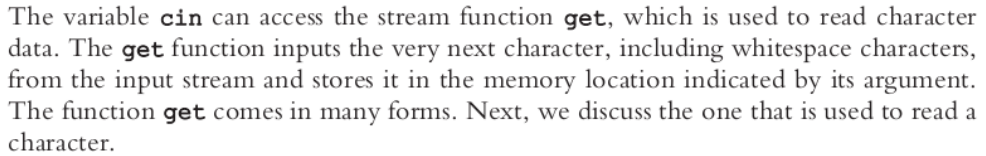 The variable cin can access the stream function get, which is used to read character
data. The get function inputs the very next character, including whitespace characters,
from the input stream and stores it in the memory location indicated by its argument.
The function get comes in many forms. Next, we discuss the one that is used to read a
character.